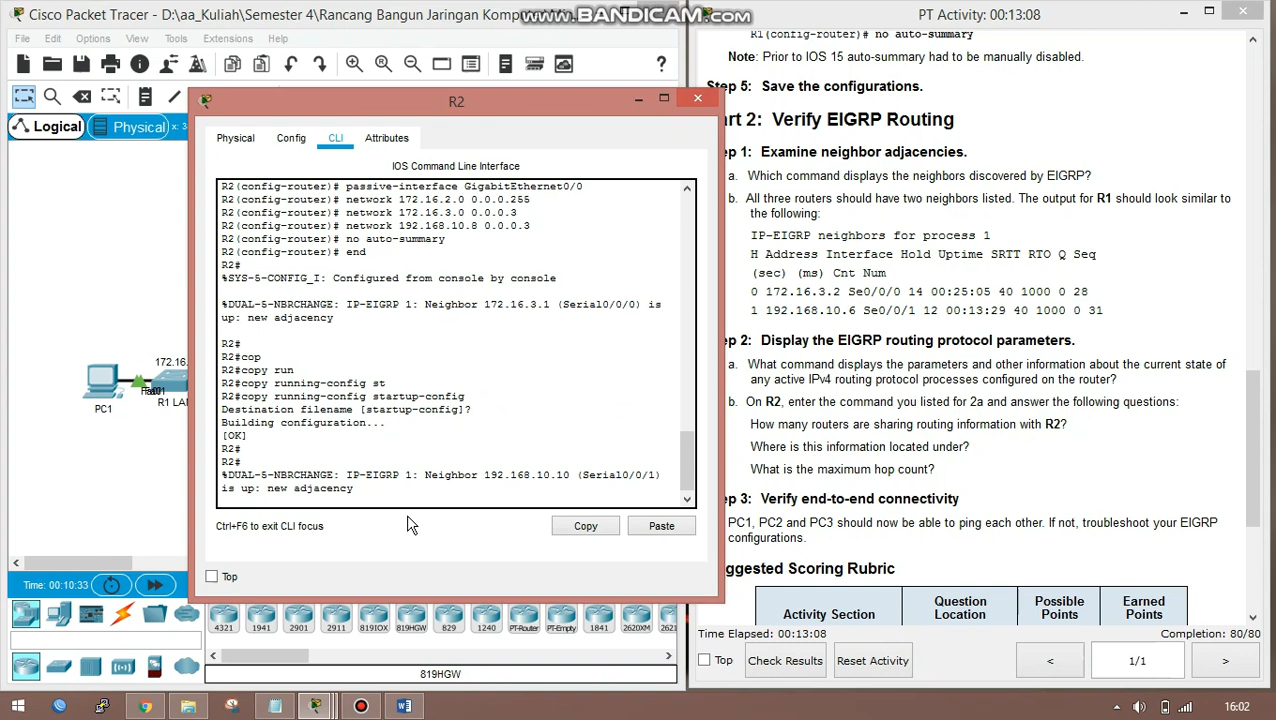 Cisco Packet Tracer - D:\aa_Kuliah\Semester 4\Rancang Bangun Jaringan Komp
www.BANDICAM.com
PT Activity: 00:13:08
File Edit Options View Tools Extensions Help
Logical
Physical
x: 3
172.16.
PC1
R1 LAN
Time: 00:10:33
R2
Physical Config CLI Attributes
IOS Command Line Interface
R2(config-router)# passive-interface GigabitEthernet0/0
R2(config-router)# network 172.16.2.0 0.0.0.255
R2(config-router)# network 172.16.3.0 0.0.0.3
R2(config-router)# network 192.168.10.8 0.0.0.3
R2(config-router)# no auto-summary
R2(config-router)# end
R2#
%SYS-5-CONFIG_I: Configured from console by console
%DUAL-5-NBRCHANGE: IP-EIGRP 1: Neighbor 172.16.3.1 (Serial0/0/0) is
up: new adjacency
R2#
R2#cop
R2#copy run
R2#copy running-config st
R2#copy running-config startup-config
Destination filename [startup-config]?
Building configuration...
[OK]
R2#
R2#
%DUAL-5-NBRCHANGE: IP-EIGRP 1: Neighbor 192.168.10.10 (Serial0/0/1)
is up: new adjacency
Ctrl+F6 to exit CLI focus
Copy
Paste
Top
4321 1941 2901 2911 819IOX 819HGW 829 1240 PT-Router PT-Empty 1841 2620XM 2621
819HGW
R1(config-router)# no auto-summary
Note: Prior to IOS 15 auto-summary had to be manually disabled.
Step 5: Save the configurations.
art 2: Verify EIGRP Routing
ep 1: Examine neighbor adjacencies.
a. Which command displays the neighbors discovered by EIGRP?
b. All three routers should have two neighbors listed. The output for R1 should look similar to
the following:
IP-EIGRP neighbors for process 1
H Address Interface Hold Uptime SRTT RTO Q Seq
(sec) (ms) Cnt Num
0 172.16.3.2 Se0/0/0 14 00:25:05 40 1000 0 28
1 192.168.10.6 Se0/0/1 12 00:13:29 40 1000 0 31
ep 2: Display the EIGRP routing protocol parameters.
a. What command displays the parameters and other information about the current state of
any active IPv4 routing protocol processes configured on the router?
b. On R2, enter the command you listed for 2a and answer the following questions:
How many routers are sharing routing information with R2?
Where is this information located under?
What is the maximum hop count?
ep 3: Verify end-to-end connectivity
PC1, PC2 and PC3 should now be able to ping each other. If not, troubleshoot your EIGRP
configurations.
ggested Scoring Rubric
Activity Section
Question Location
Possible Points
Earned Points
Time Elapsed: 00:13:08
Completion: 80/80
Top
Check Results
Reset Activity
<
1/1
>
16:02